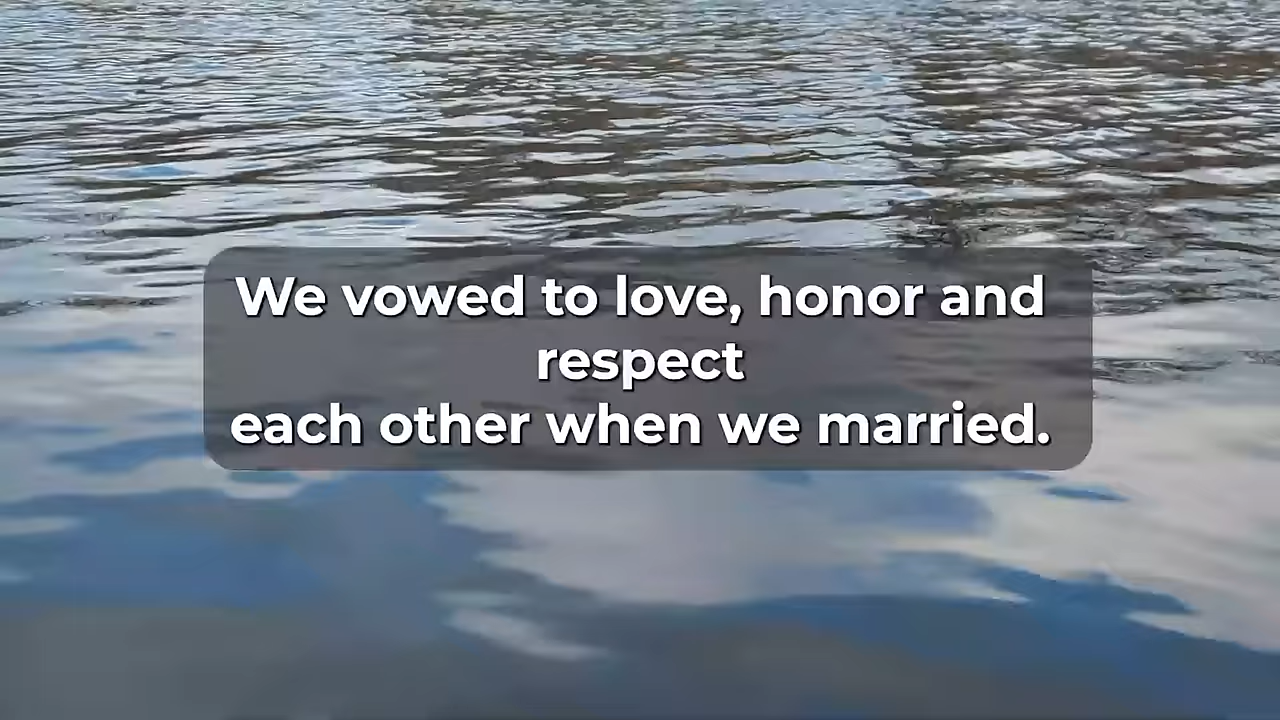 We vowed to love, honor and
respect
each other when we married.